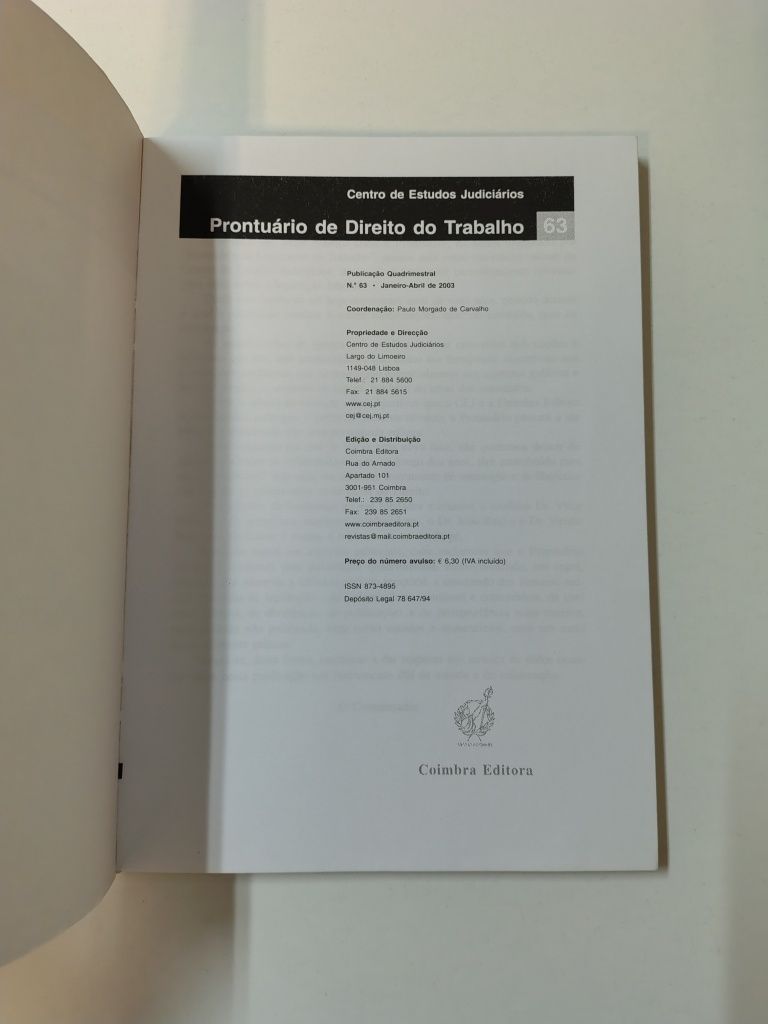 Centro de Estudos Judiciários
Prontuário de Direito do Trabalho 63
Publicação Quadrimestral
N.° 63 • Janeiro-Abril de 2003
Coordenação: Paulo Morgado de Carvalho
Propriedade e Direcção
Centro de Estudos Judiciários
Largo do Limoeiro
1149-048 Lisboa
Telef.: 21 884 5600
Fax: 21 884 5615
www.cej.pt
cej@cej.mj.pt
Edição e Distribuição
Coimbra Editora
Rua do Arnado
Apartado 101
3001-951 Coimbra
Telef.: 239 85 2650
Fax: 239 85 2651
www.coimbraeditora.pt
revistas@mail.coimbraeditora.pt
Preço do número avulso: € 6,30 (IVA incluído)
ISSN 873-4895
Depósito Legal 78 647/94
Coimbra Editora